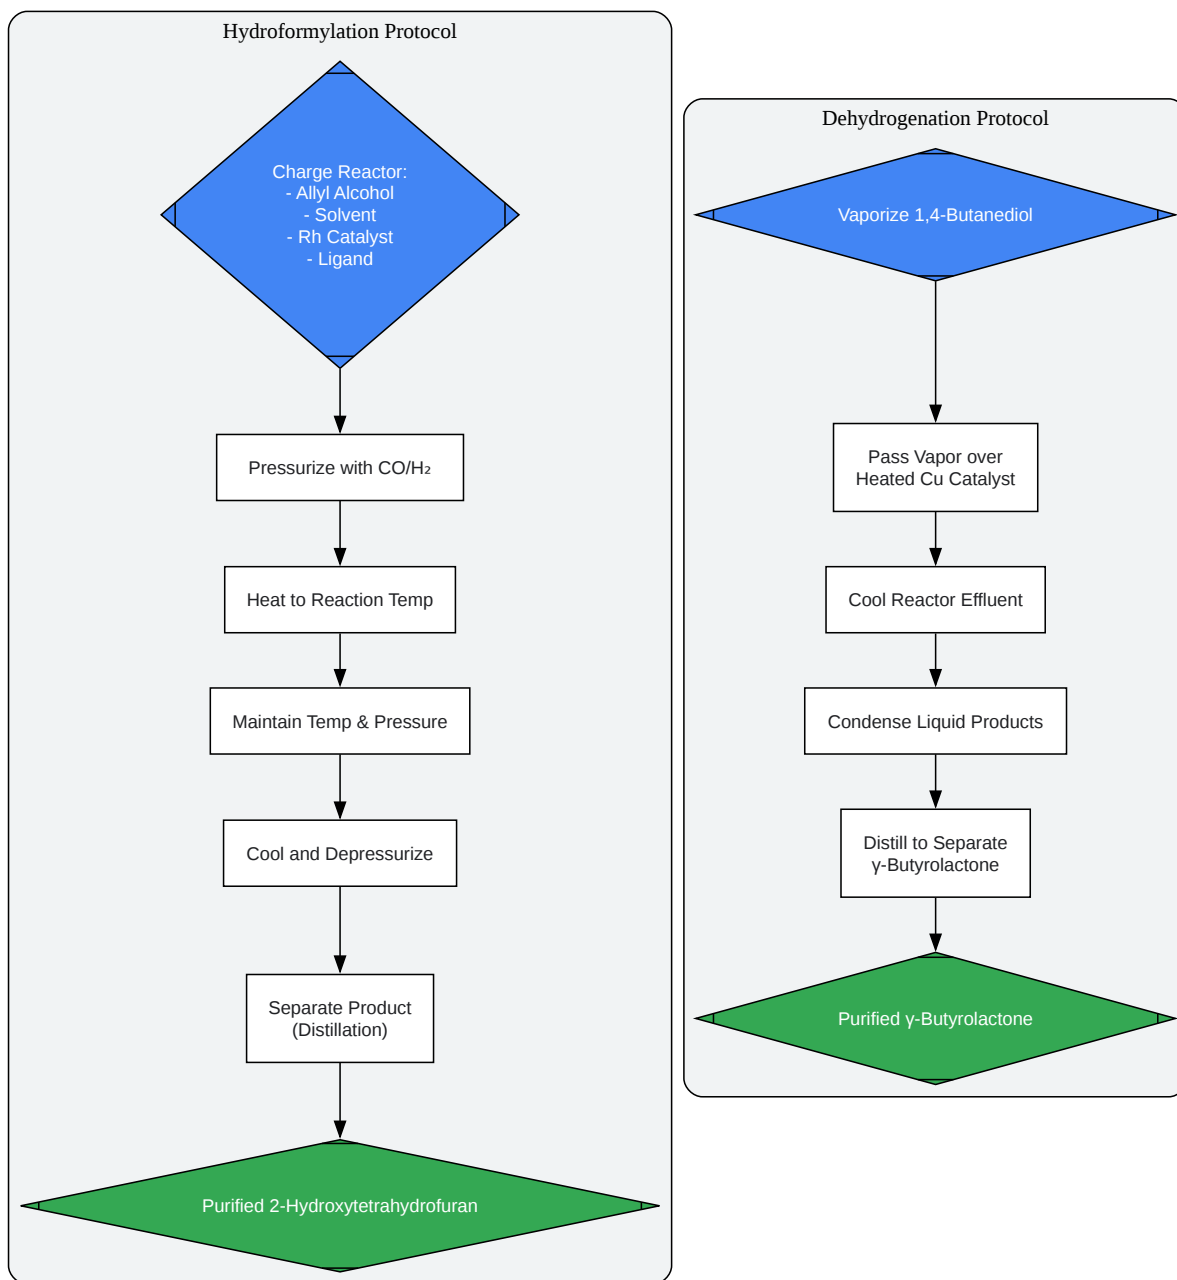 Hydroformylation Protocol
Charge Reactor:
- Allyl Alcohol
- Solvent
- Rh Catalyst
- Ligand
Pressurize with CO/H₂
Heat to Reaction Temp
Maintain Temp & Pressure
Cool and Depressurize
Separate Product
(Distillation)
Purified 2-Hydroxytetrahydrofuran
Dehydrogenation Protocol
Vaporize 1,4-Butanediol
Pass Vapor over
Heated Cu Catalyst
Cool Reactor Effluent
Condense Liquid Products
Distill to Separate
γ-Butyrolactone
Purified γ-Butyrolactone